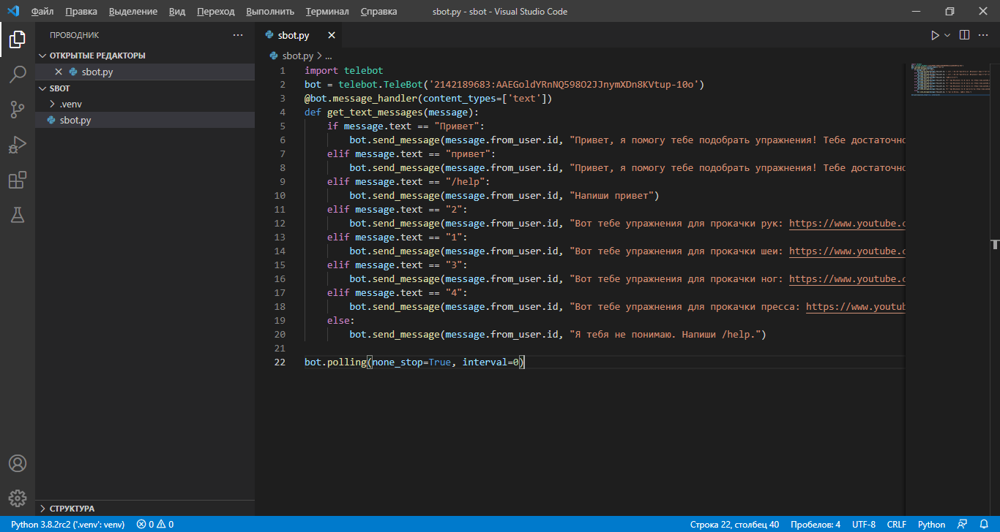 Файл Правка Выделение Вид Переход Выполнить Терминал Справка sbot.py - sbot - Visual Studio Code
ПРОВОДНИК
ОТКРЫТЫЕ РЕДАКТОРЫ
sbot.py
SBOT
.venv
sbot.py
СТРУКТУРА
sbot.py
sbot.py > ...
1 import telebot
2 bot = telebot.TeleBot('2142189683:AAEGoldYRnNQ598O2JJnymXDn8KVtup-10o')
3 @bot.message_handler(content_types=['text'])
4 def get_text_messages(message):
5 if message.text == "Привет":
6 bot.send_message(message.from_user.id, "Привет, я помогу тебе подобрать упражнения! Тебе достаточно
7 elif message.text == "привет":
8 bot.send_message(message.from_user.id, "Привет, я помогу тебе подобрать упражнения! Тебе достаточно
9 elif message.text == "/help":
10 bot.send_message(message.from_user.id, "Напиши привет")
11 elif message.text == "2":
12 bot.send_message(message.from_user.id, "Вот тебе упражнения для прокачки рук: https://www.youtube.c
13 elif message.text == "1":
14 bot.send_message(message.from_user.id, "Вот тебе упражнения для прокачки шеи: https://www.youtube.c
15 elif message.text == "3":
16 bot.send_message(message.from_user.id, "Вот тебе упражнения для прокачки ног: https://www.youtube.c
17 elif message.text == "4":
18 bot.send_message(message.from_user.id, "Вот тебе упражнения для прокачки пресса: https://www.youtub
19 else:
20 bot.send_message(message.from_user.id, "Я тебя не понимаю. Напиши /help.")
21
22 bot.polling(none_stop=True, interval=0)
Python 3.8.2rc2 ('.venv': venv) 0 0 Строка 22, столбец 40 Пробелов: 4 UTF-8 CRLF Python